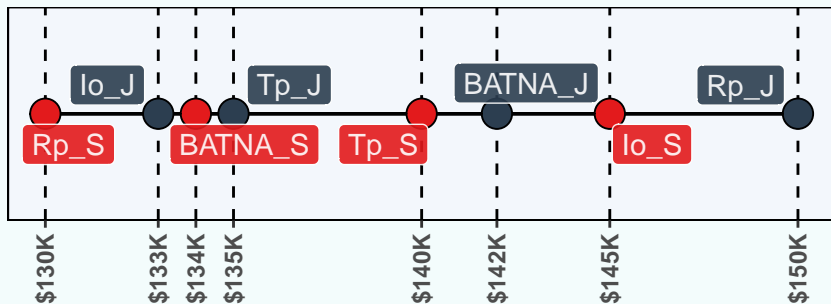 Io_J
Tp_J
BATNA_J
Rp_J
Rp_S
BATNA_S
Tp_S
Io_S
$130K
$133K
$134K
$135K
$140K
$142K
$145K
$150K